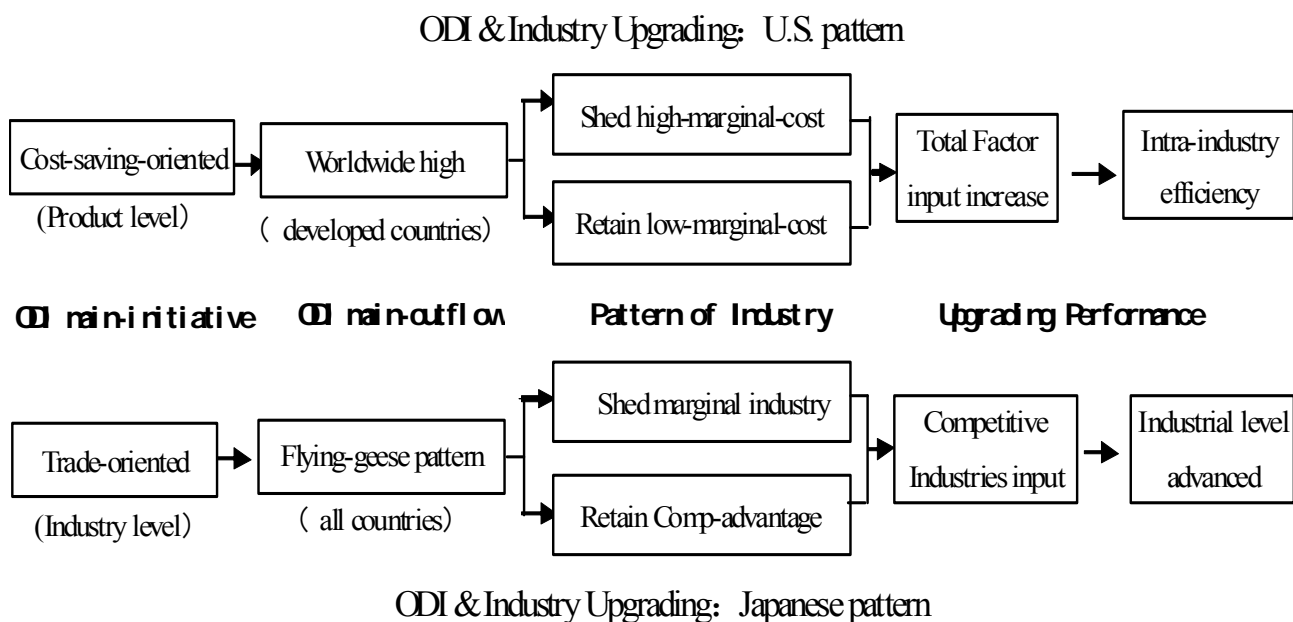 ODI & Industry Upgrading：U.S. pattern
Shed high-marginal-cost
Cost-saving-oriented
Worldwide high
Total Factor
input increase
Intra-industry
efficiency
(Product level)
（ developed countries）
Retain low-marginal-cost
ODI main-initiative
ODI main-outflow
Pattern of Industry
Upgrading Performance
Shed marginal industry
Trade-oriented
Flying-geese pattern
Competitive
Industries input
Industrial level
advanced
(Industry level）
（ all countries）
Retain Comp-advantage
ODI & Industry Upgrading：Japanese pattern